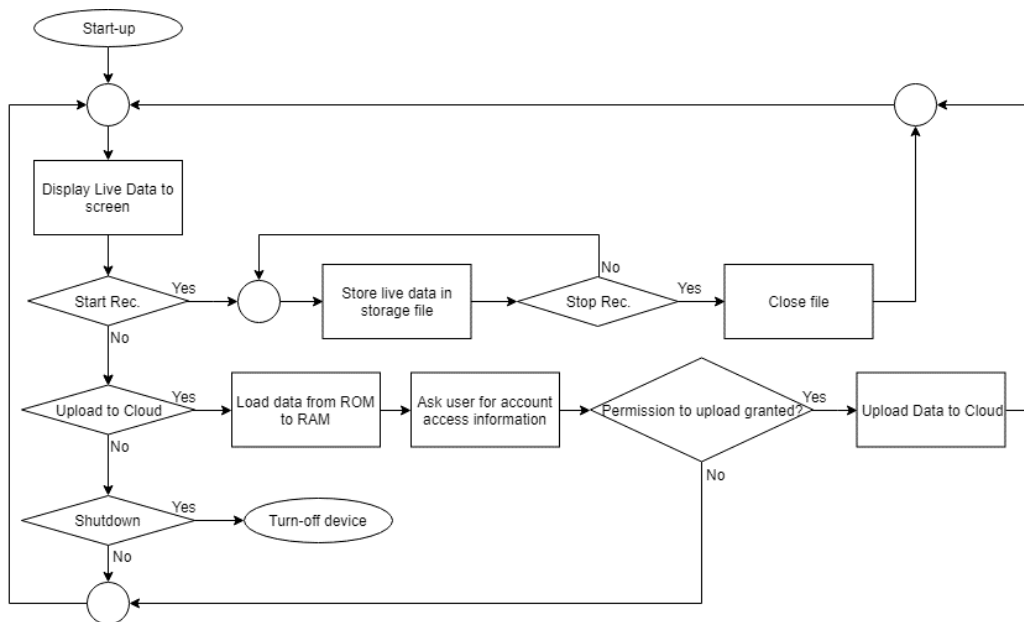 Start-up
Display Live Data to
screen
Start Rec.
Yes
No
Store live data in
storage file
No
Stop Rec.
Yes
Close file
Upload to Cloud
Yes
No
Load data from ROM
to RAM
Ask user for account
access information
Permission to upload granted?
Yes
No
Upload Data to Cloud
Shutdown
Yes
No
Turn-off device